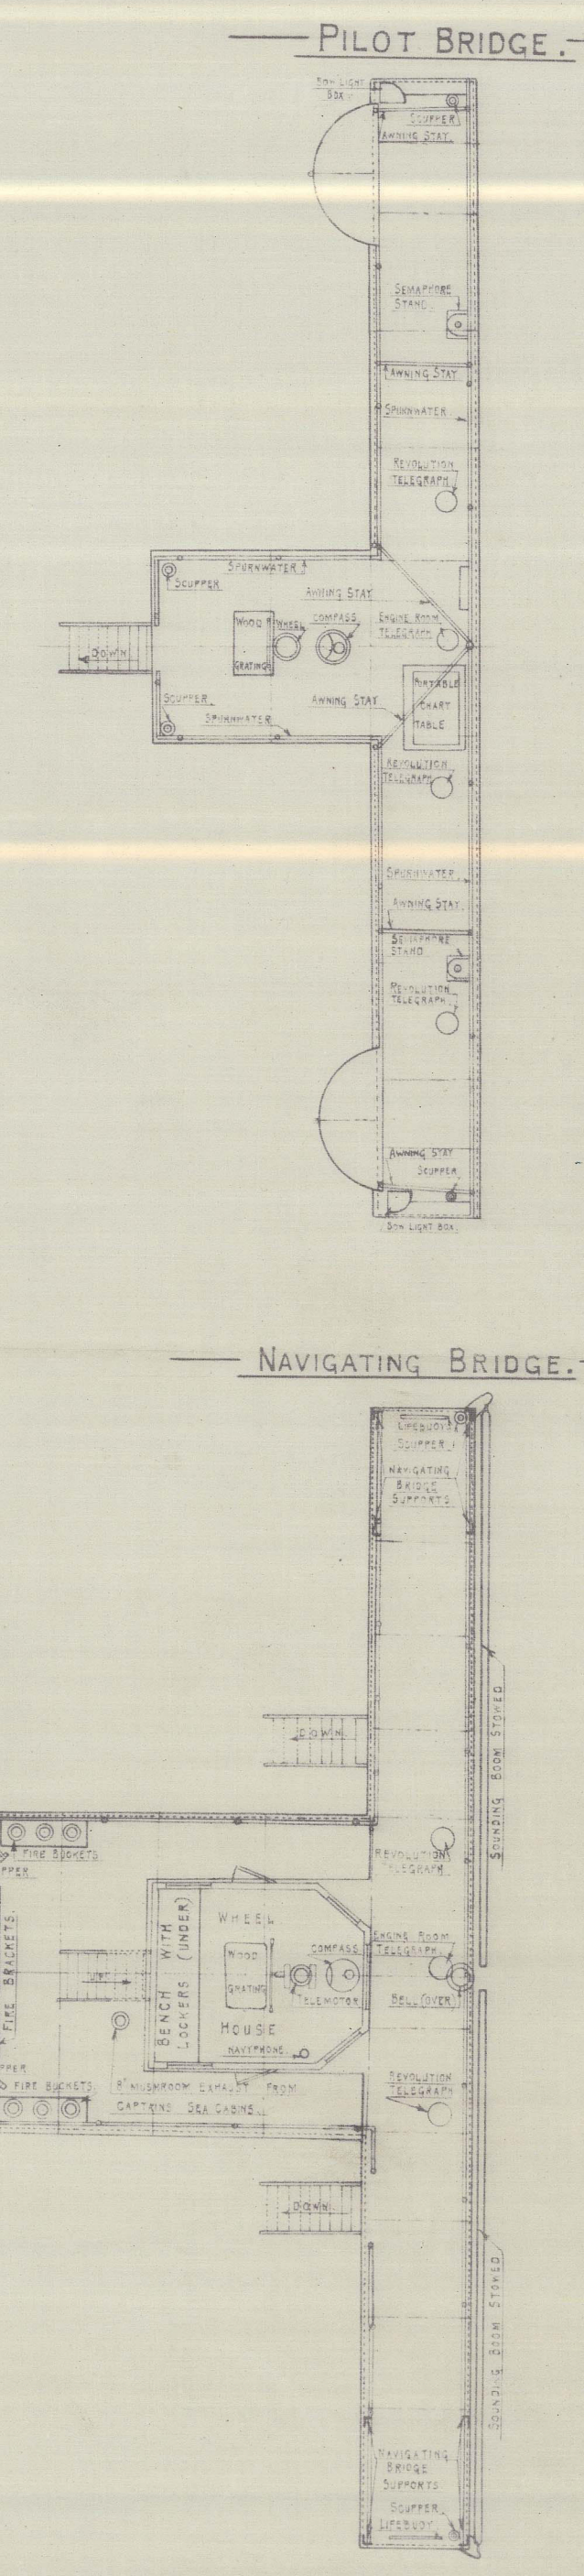 PILOT BRIDGE.
BOW LIGHT
BOX
SCUPPER
AWNING STAY.
SEMAPHORE
STAND.
AWNING STAY
SPURNWATER
REVOLUTION
TELEGRAPH
SPURNWATER
SCUPPER
AWNING STAY
WOOD
GRATING
WHEEL
COMPASS
ENGINE ROOM
TELEGRAPH
DOWN
PORTABLE
CHART
TABLE
SCUPPER.
SPURNWATER
AWNING STAY
REVOLUTION
TELEGRAPH
SPURNWATER.
AWNING STAY.
SEMAPHORE
STAND
REVOLUTION
TELEGRAPH.
AWNING STAY
SCUPPER
BOW LIGHT BOX.
NAVIGATING BRIDGE.
LIFEBUOY
SCUPPER
NAVIGATING
BRIDGE
SUPPORTS
SOUNDING BOOM STOWED
DOWN
FIRE BUCKETS
PPER
REVOLUTION
TELEGRAPH.
FIRE BRACKETS.
BENCH WITH
LOCKERS (UNDER)
WHEEL
WOOD
GRATING
COMPASS
TELEMOTOR
HOUSE
NAVYPHONE
ENGINE ROOM
TELEGRAPH.
BELL (OVER)
PPER
FIRE BUCKETS.
8" MUSHROOM EXHAUST FROM
CAPTAINS SEA CABINS.
REVOLUTION
TELEGRAPH
DOWN.
SOUNDING BOOM STOWED
NAVIGATING
BRIDGE
SUPPORTS
SCUPPER
LIFEBUOY